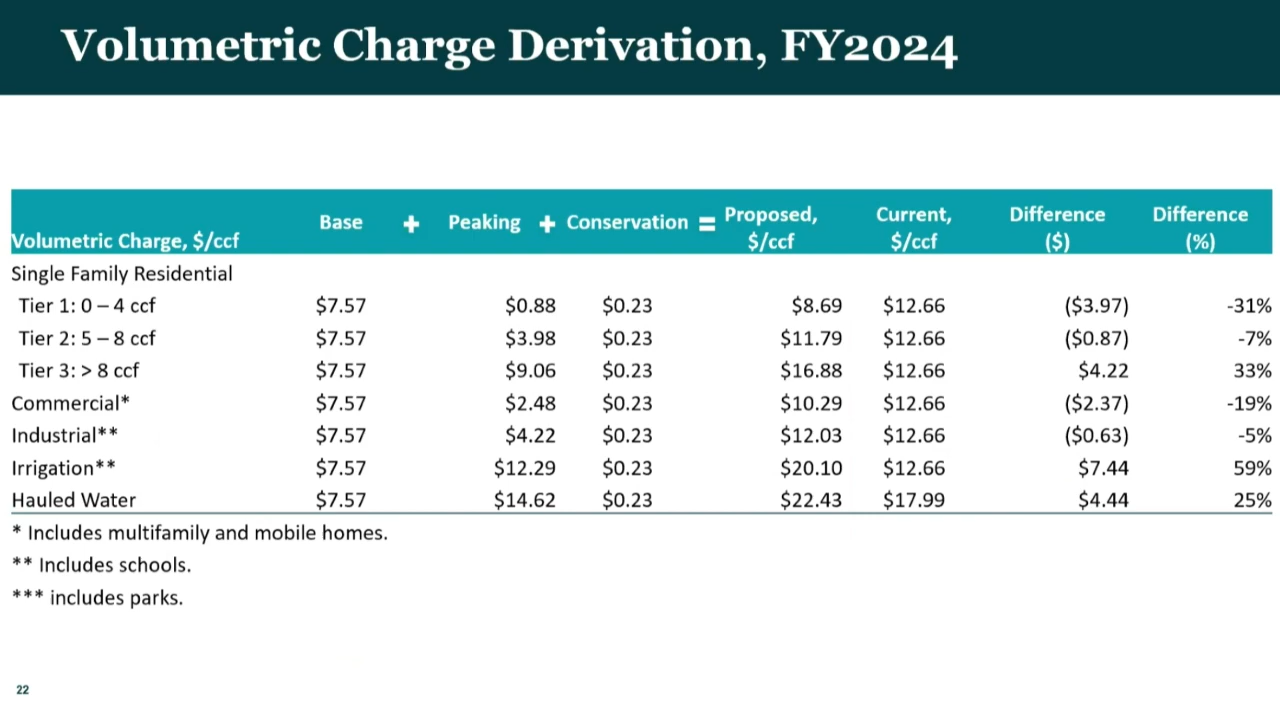 Volumetric Charge Derivation, FY2024
Volumetric Charge, $/ccf Base + Peaking + Conservation = Proposed, $/ccf Current, $/ccf Difference ($) Difference (%)
Single Family Residential
Tier 1: 0 – 4 ccf $7.57 $0.88 $0.23 $8.69 $12.66 ($3.97) -31%
Tier 2: 5 – 8 ccf $7.57 $3.98 $0.23 $11.79 $12.66 ($0.87) -7%
Tier 3: > 8 ccf $7.57 $9.06 $0.23 $16.88 $12.66 $4.22 33%
Commercial* $7.57 $2.48 $0.23 $10.29 $12.66 ($2.37) -19%
Industrial** $7.57 $4.22 $0.23 $12.03 $12.66 ($0.63) -5%
Irrigation** $7.57 $12.29 $0.23 $20.10 $12.66 $7.44 59%
Hauled Water $7.57 $14.62 $0.23 $22.43 $17.99 $4.44 25%
* Includes multifamily and mobile homes.
** Includes schools.
*** includes parks.
22